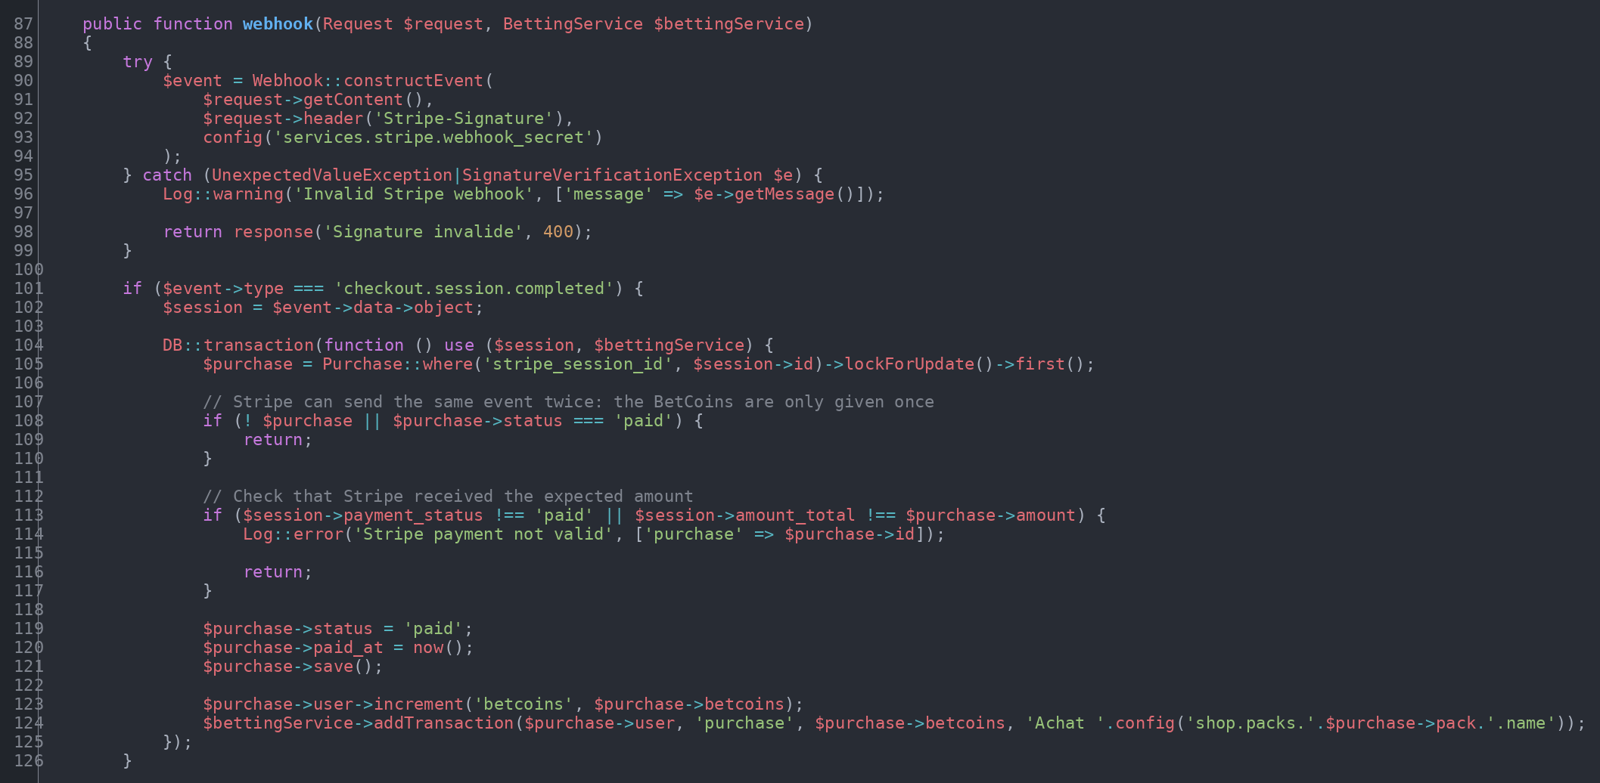 87    public function webhook(Request $request, BettingService $bettingService)
88    {
89        try {
90            $event = Webhook::constructEvent(
91                $request->getContent(),
92                $request->header('Stripe-Signature'),
93                config('services.stripe.webhook_secret')
94            );
95        } catch (UnexpectedValueException|SignatureVerificationException $e) {
96            Log::warning('Invalid Stripe webhook', ['message' => $e->getMessage()]);
97
98            return response('Signature invalide', 400);
99        }
100
101        if ($event->type === 'checkout.session.completed') {
102            $session = $event->data->object;
103
104            DB::transaction(function () use ($session, $bettingService) {
105                $purchase = Purchase::where('stripe_session_id', $session->id)->lockForUpdate()->first();
106
107                // Stripe can send the same event twice: the BetCoins are only given once
108                if (! $purchase || $purchase->status === 'paid') {
109                    return;
110                }
111
112                // Check that Stripe received the expected amount
113                if ($session->payment_status !== 'paid' || $session->amount_total !== $purchase->amount) {
114                    Log::error('Stripe payment not valid', ['purchase' => $purchase->id]);
115
116                    return;
117                }
118
119                $purchase->status = 'paid';
120                $purchase->paid_at = now();
121                $purchase->save();
122
123                $purchase->user->increment('betcoins', $purchase->betcoins);
124                $bettingService->addTransaction($purchase->user, 'purchase', $purchase->betcoins, 'Achat '.config('shop.packs.'.$purchase->pack.'.name'));
125            });
126        }